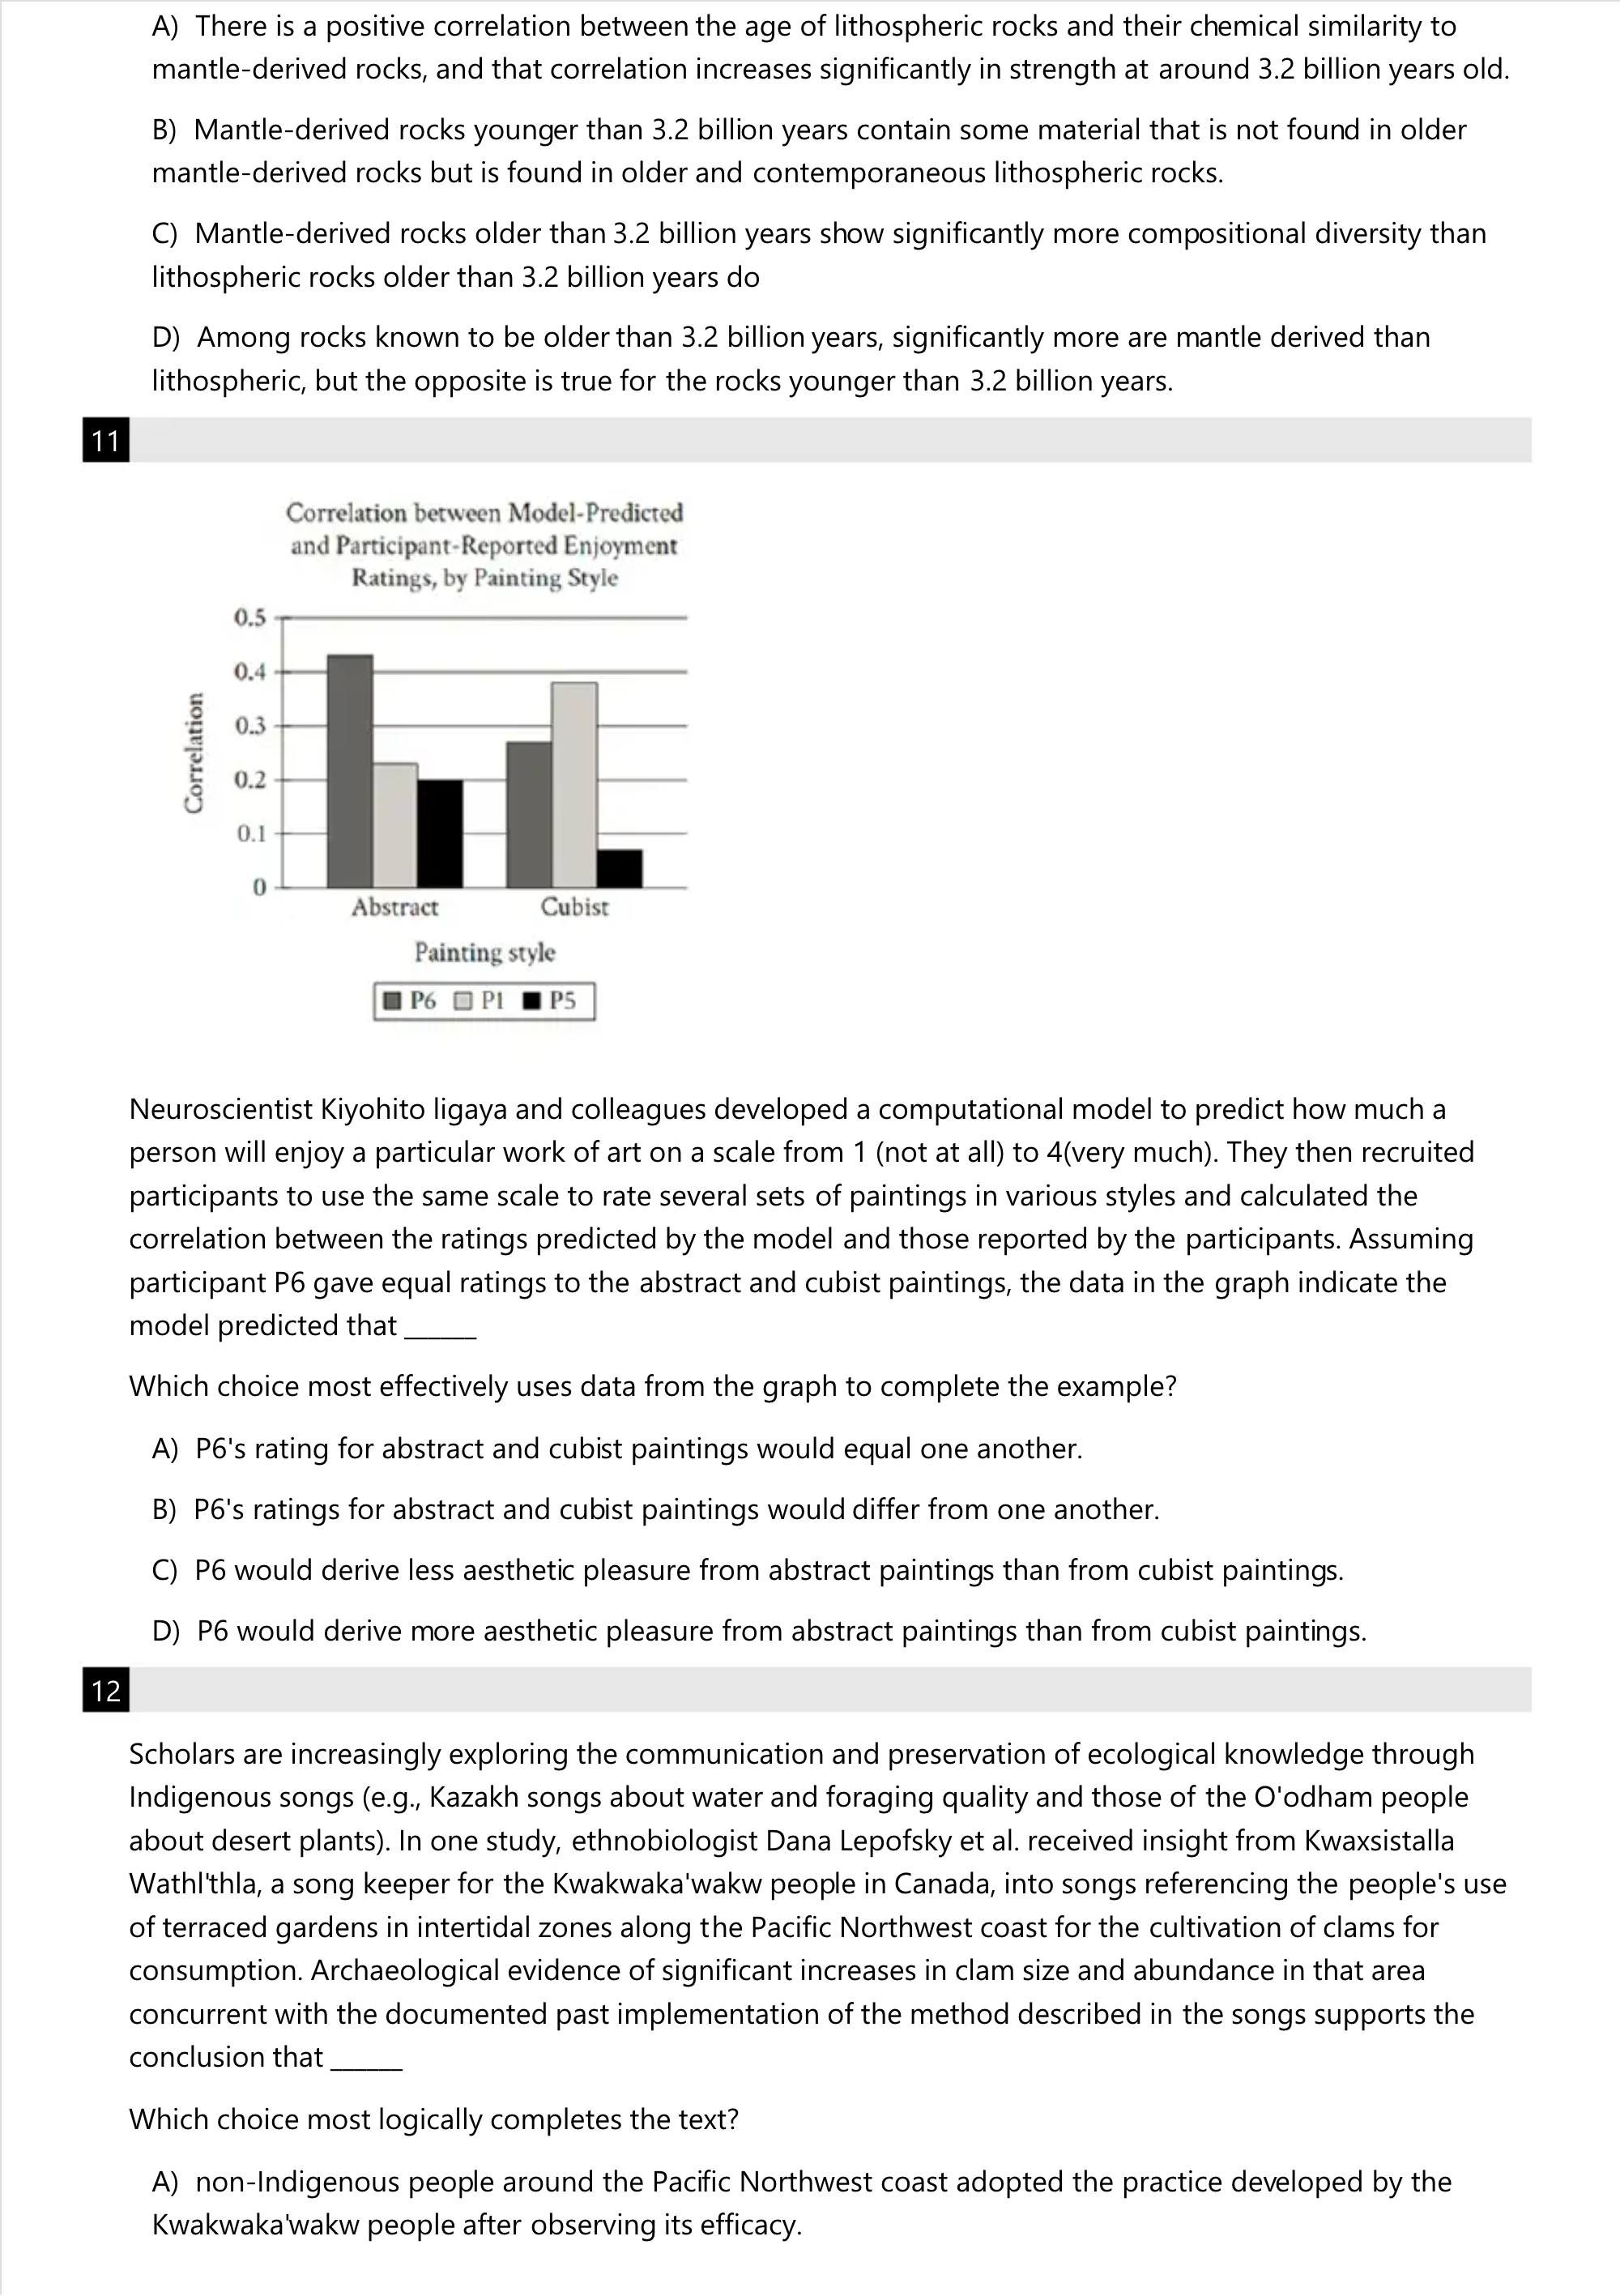 A) There is a positive correlation between the age of lithospheric rocks and their chemical similarity to
mantle-derived rocks, and that correlation increases significantly in strength at around 3.2 billion years old.
B) Mantle-derived rocks younger than 3.2 billion years contain some material that is not found in older
mantle-derived rocks but is found in older and contemporaneous lithospheric rocks.
C) Mantle-derived rocks older than 3.2 billion years show significantly more compositional diversity than
lithospheric rocks older than 3.2 billion years do
D) Among rocks known to be older than 3.2 billion years, significantly more are mantle derived than
lithospheric, but the opposite is true for the rocks younger than 3.2 billion years.
11
Correlation between Model-Predicted
and Participant-Reported Enjoyment
Ratings, by Painting Style
Correlation
0.5
0.4
0.3
0.2
0.1
0
Abstract Cubist
Painting style
P6 P1 P5
Neuroscientist Kiyohito ligaya and colleagues developed a computational model to predict how much a
person will enjoy a particular work of art on a scale from 1 (not at all) to 4(very much). They then recruited
participants to use the same scale to rate several sets of paintings in various styles and calculated the
correlation between the ratings predicted by the model and those reported by the participants. Assuming
participant P6 gave equal ratings to the abstract and cubist paintings, the data in the graph indicate the
model predicted that ______
Which choice most effectively uses data from the graph to complete the example?
A) P6's rating for abstract and cubist paintings would equal one another.
B) P6's ratings for abstract and cubist paintings would differ from one another.
C) P6 would derive less aesthetic pleasure from abstract paintings than from cubist paintings.
D) P6 would derive more aesthetic pleasure from abstract paintings than from cubist paintings.
12
Scholars are increasingly exploring the communication and preservation of ecological knowledge through
Indigenous songs (e.g., Kazakh songs about water and foraging quality and those of the O'odham people
about desert plants). In one study, ethnobiologist Dana Lepofsky et al. received insight from Kwaxsistalla
Wathl'thla, a song keeper for the Kwakwaka'wakw people in Canada, into songs referencing the people's use
of terraced gardens in intertidal zones along the Pacific Northwest coast for the cultivation of clams for
consumption. Archaeological evidence of significant increases in clam size and abundance in that area
concurrent with the documented past implementation of the method described in the songs supports the
conclusion that ______
Which choice most logically completes the text?
A) non-Indigenous people around the Pacific Northwest coast adopted the practice developed by the
Kwakwaka'wakw people after observing its efficacy.